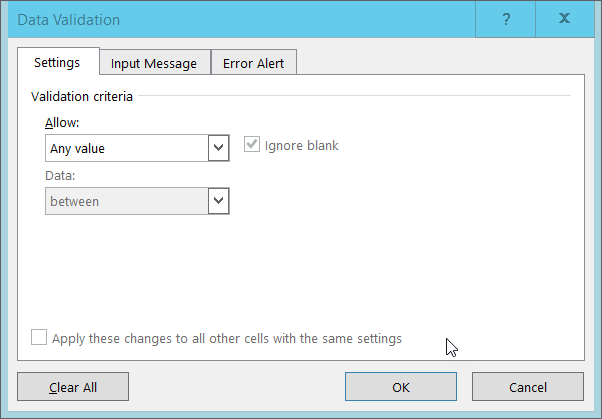 Data Validation ? x
Settings Input Message Error Alert
Validation criteria
Allow:
Any value Ignore blank
Data:
between
Apply these changes to all other cells with the same settings
Clear All OK Cancel